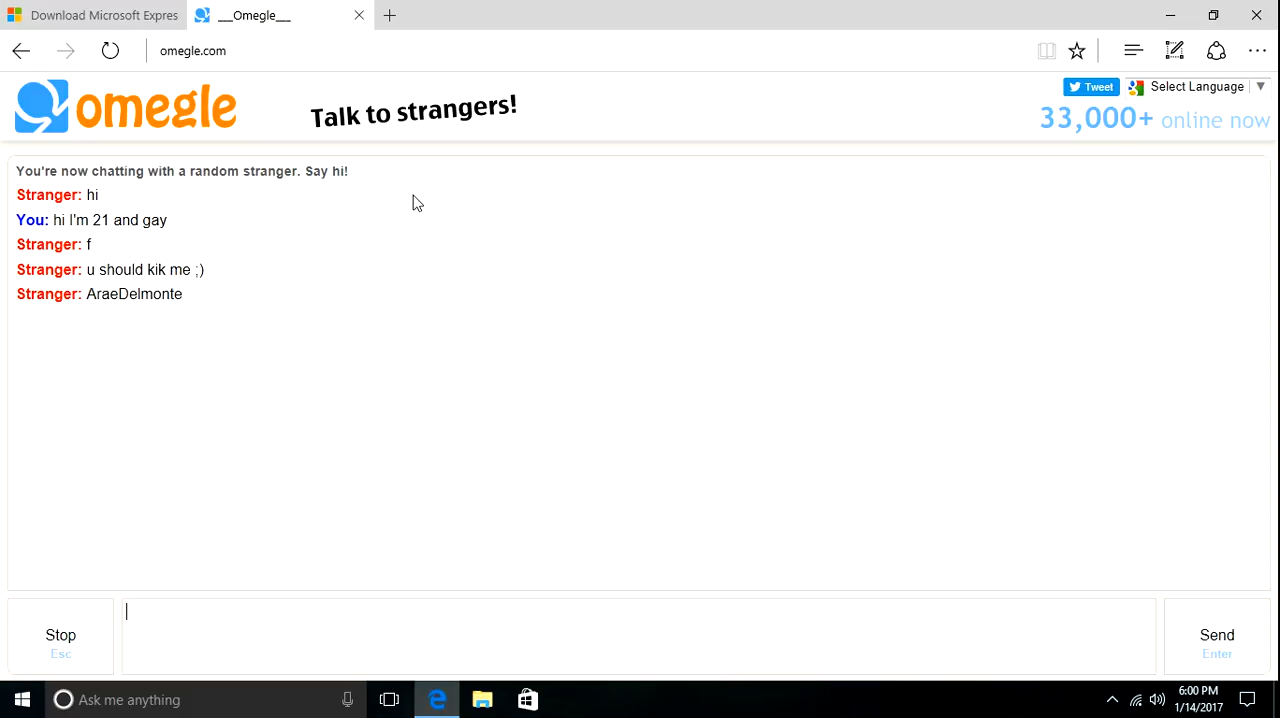 Download Microsoft Expres
___Omegle___
omegle.com
omegle
Talk to strangers!
Tweet
Select Language
33,000+ online now
You're now chatting with a random stranger. Say hi!
Stranger: hi
You: hi I'm 21 and gay
Stranger: f
Stranger: u should kik me ;)
Stranger: AraeDelmonte
Stop
Esc
Send
Enter
Ask me anything
6:00 PM
1/14/2017